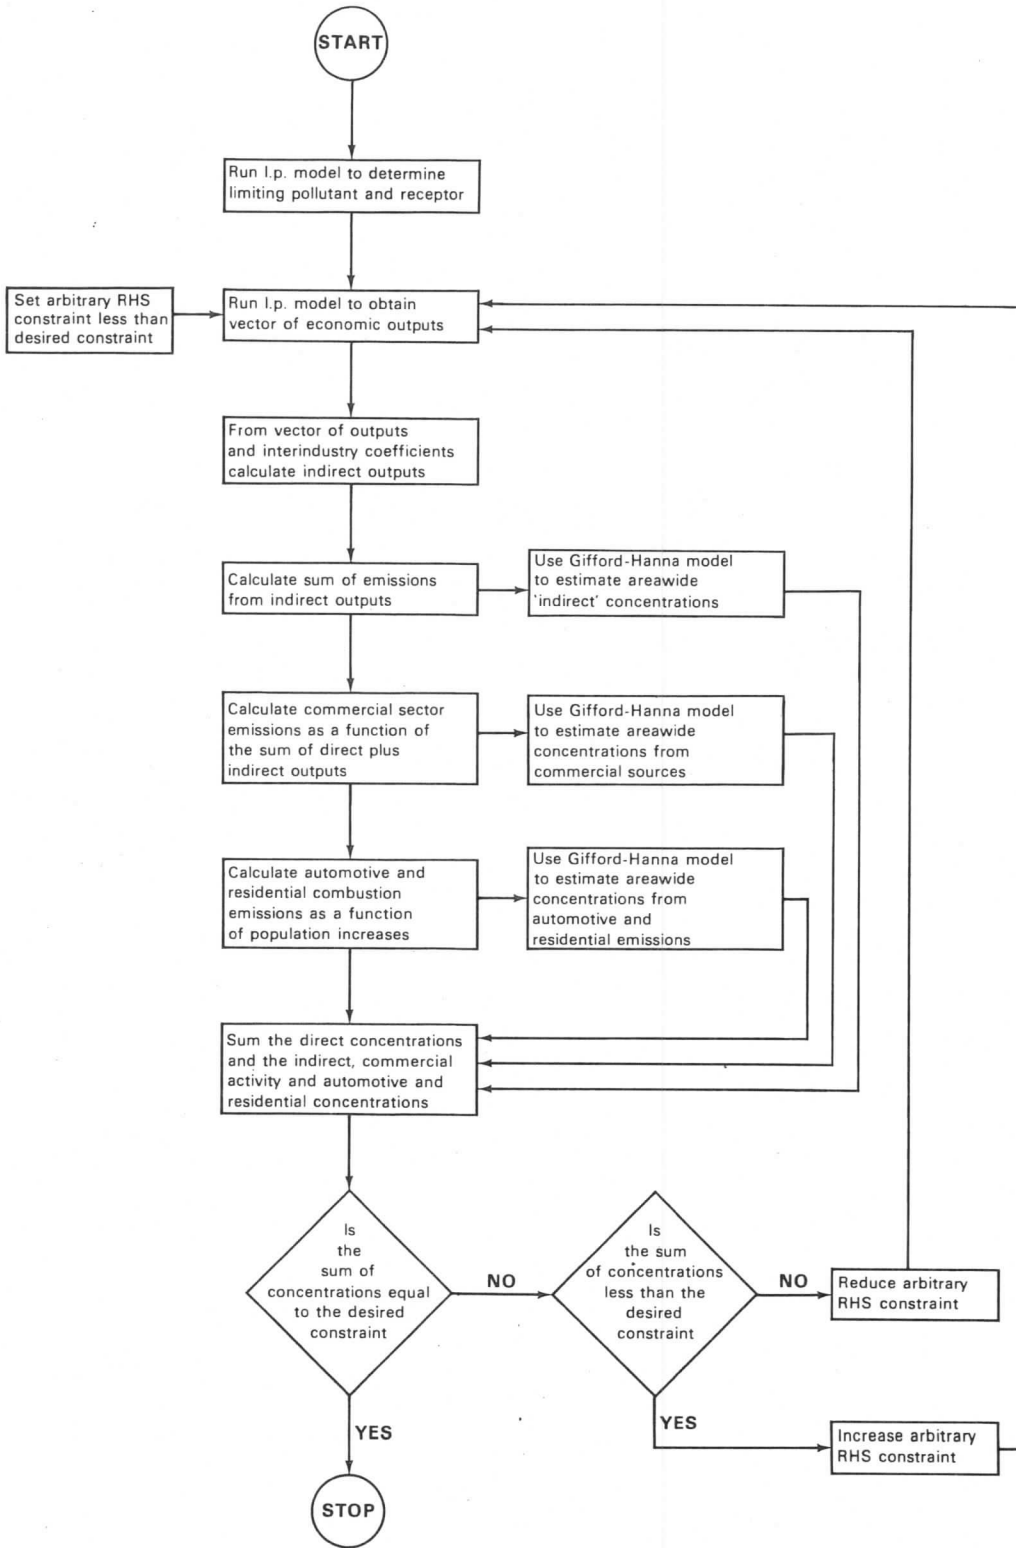 START
Run l.p. model to determine
limiting pollutant and receptor
Set arbitrary RHS
constraint less than
desired constraint
Run l.p. model to obtain
vector of economic outputs
From vector of outputs
and interindustry coefficients
calculate indirect outputs
Calculate sum of emissions
from indirect outputs
Use Gifford-Hanna model
to estimate areawide
'indirect' concentrations
Calculate commercial sector
emissions as a function of
the sum of direct plus
indirect outputs
Use Gifford-Hanna model
to estimate areawide
concentrations from
commercial sources
Calculate automotive and
residential combustion
emissions as a function
of population increases
Use Gifford-Hanna model
to estimate areawide
concentrations from
automotive and
residential emissions
Sum the direct concentrations
and the indirect, commercial
activity and automotive and
residential concentrations
Is
the
sum of
concentrations equal
to the desired
constraint
NO
Is
the sum
of concentrations
less than the
desired
constraint
NO
Reduce arbitrary
RHS constraint
YES
YES
Increase arbitrary
RHS constraint
STOP